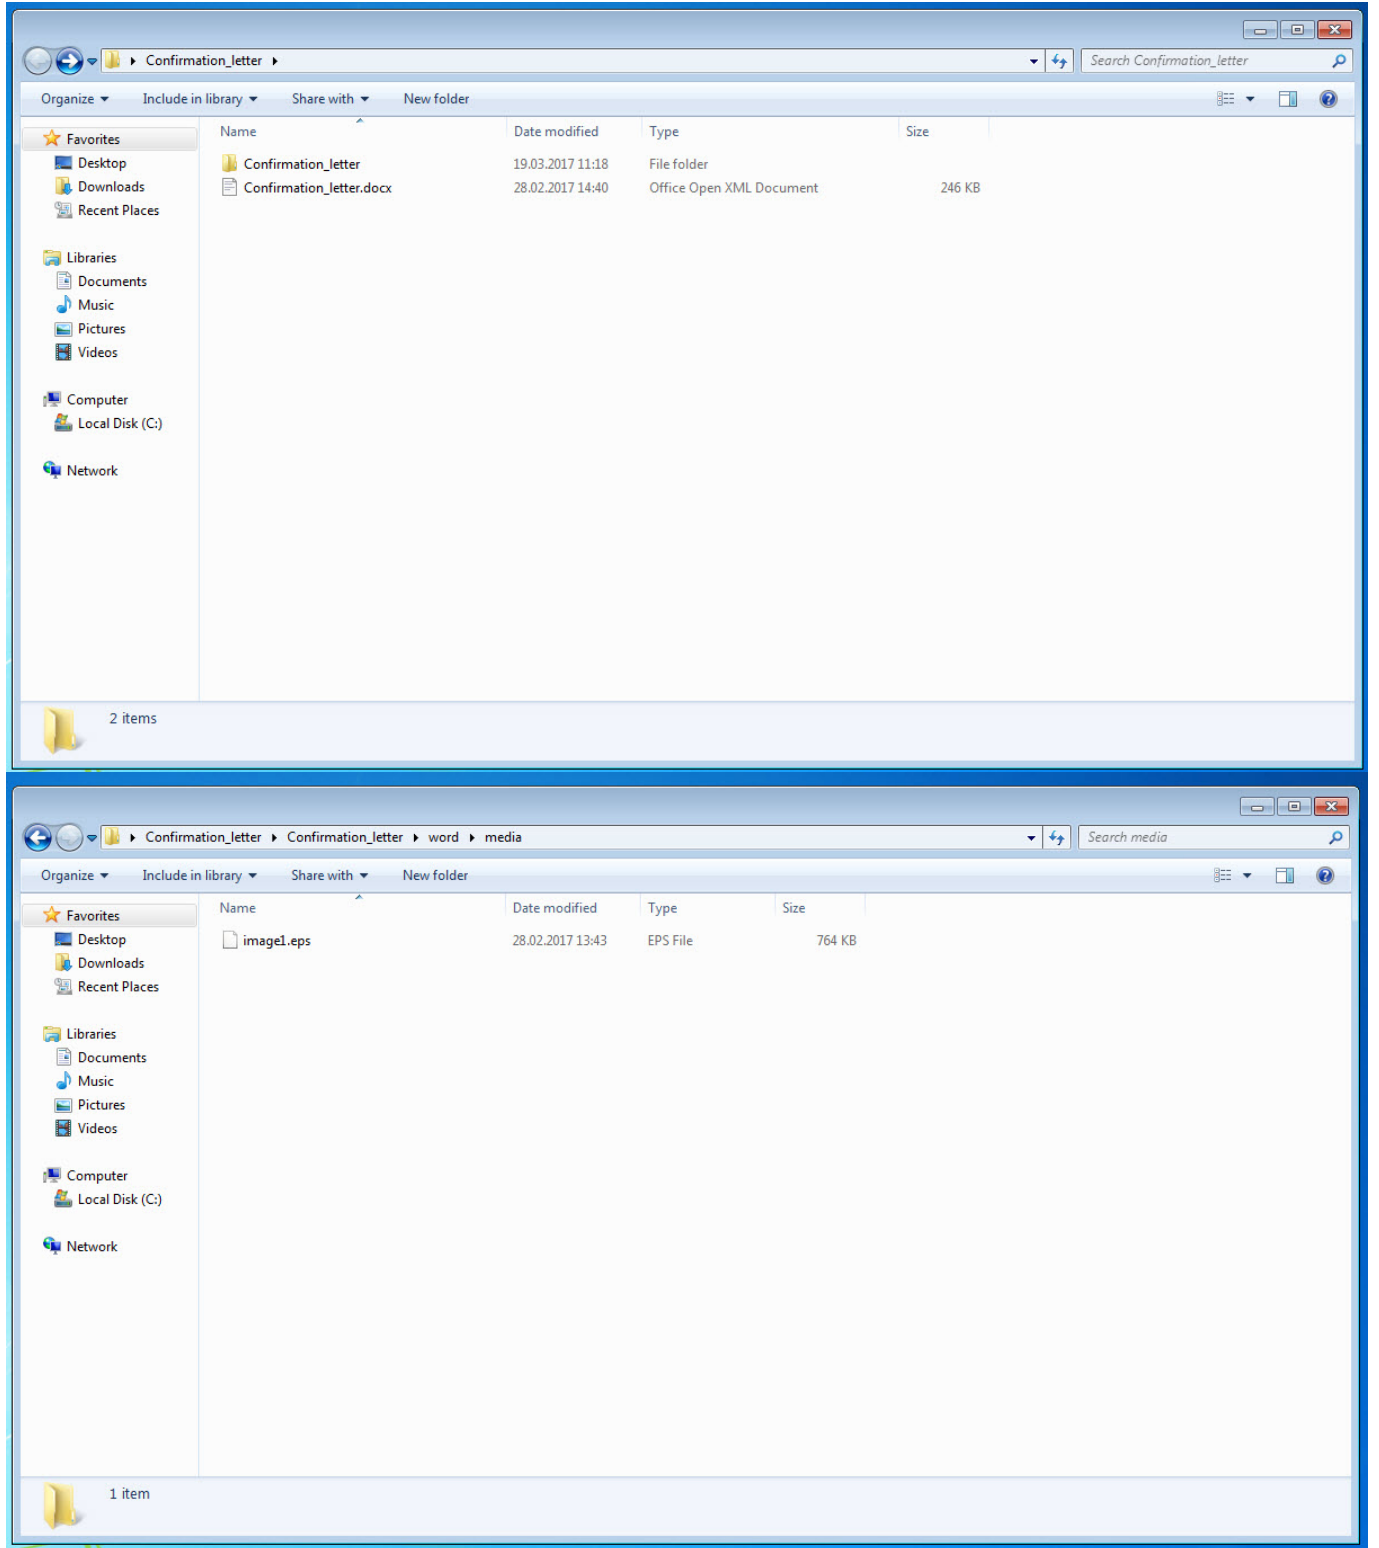 Confirmation_letter
Search Confirmation_letter
Organize Include in library Share with New folder
Name Date modified Type Size
Favorites
Desktop
Downloads
Recent Places
Libraries
Documents
Music
Pictures
Videos
Computer
Local Disk (C:)
Network
Confirmation_letter 19.03.2017 11:18 File folder
Confirmation_letter.docx 28.02.2017 14:40 Office Open XML Document 246 KB
2 items
Confirmation_letter Confirmation_letter word media
Search media
Organize Include in library Share with New folder
Name Date modified Type Size
Favorites
Desktop
Downloads
Recent Places
Libraries
Documents
Music
Pictures
Videos
Computer
Local Disk (C:)
Network
image1.eps 28.02.2017 13:43 EPS File 764 KB
1 item